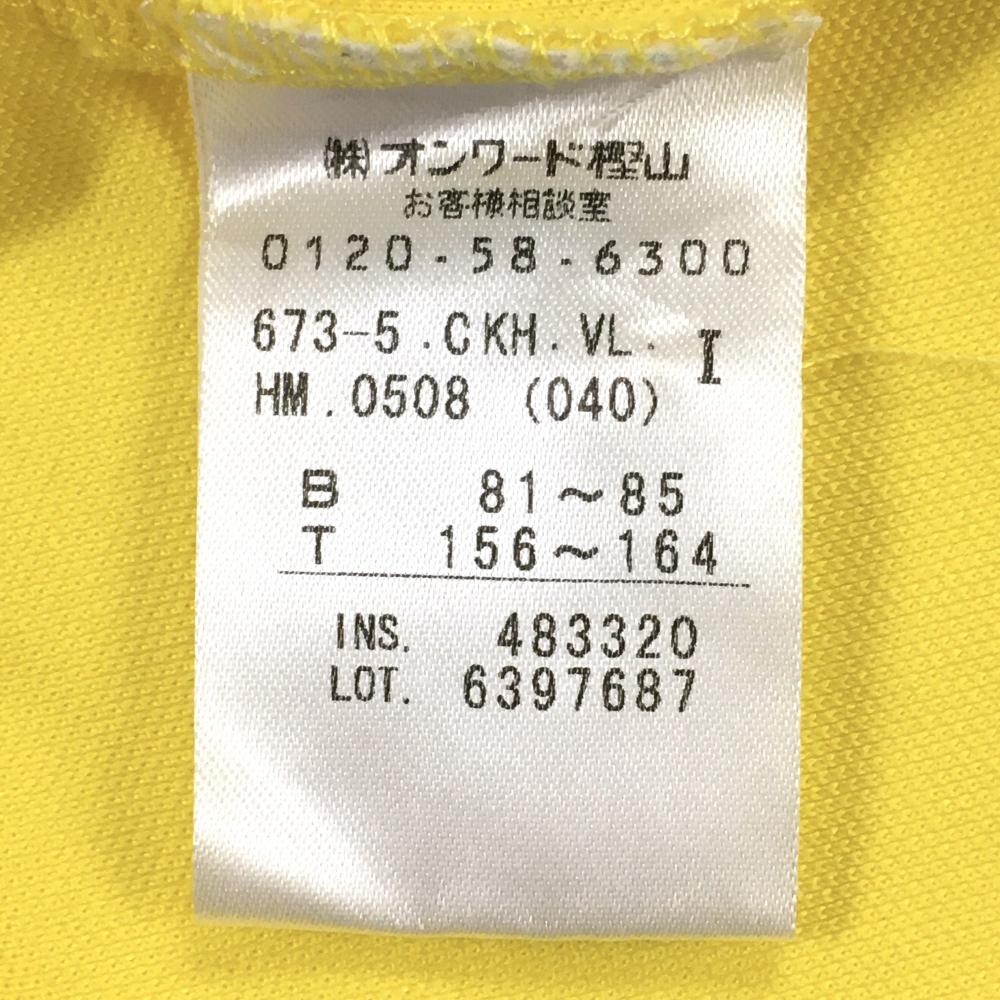 (株)オンワード樫山
お客様相談室
0120-58-6300
673-5.CKH.VL. I
HM.0508 (040)
B 81～85
T 156～164
INS. 483320
LOT. 6397687